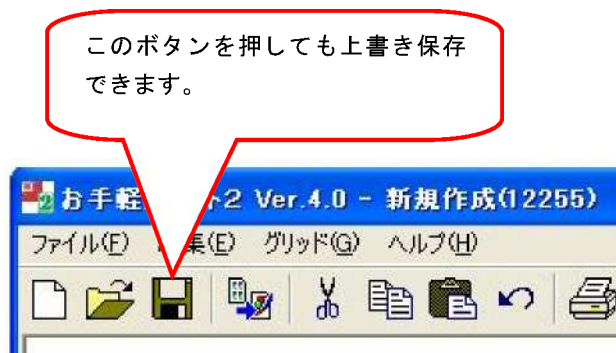 このボタンを押しても上書き保存
できます。
お手軽 ト2 Ver.4.0 - 新規作成(12255)
ファイル(F) 集(E) グリッド(G) ヘルプ(H)